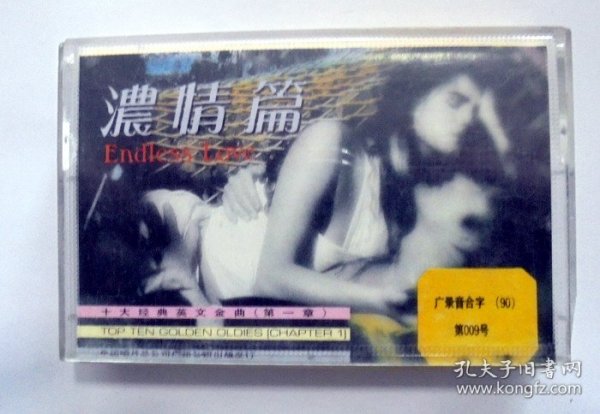 濃情篇
Endless Love
十大经典英文金曲(第一章)
TOP TEN GOLDEN OLDIES [CHAPTER 1]
广录音合字 (90)
第009号
孔夫子旧书网
www.kongfz.com